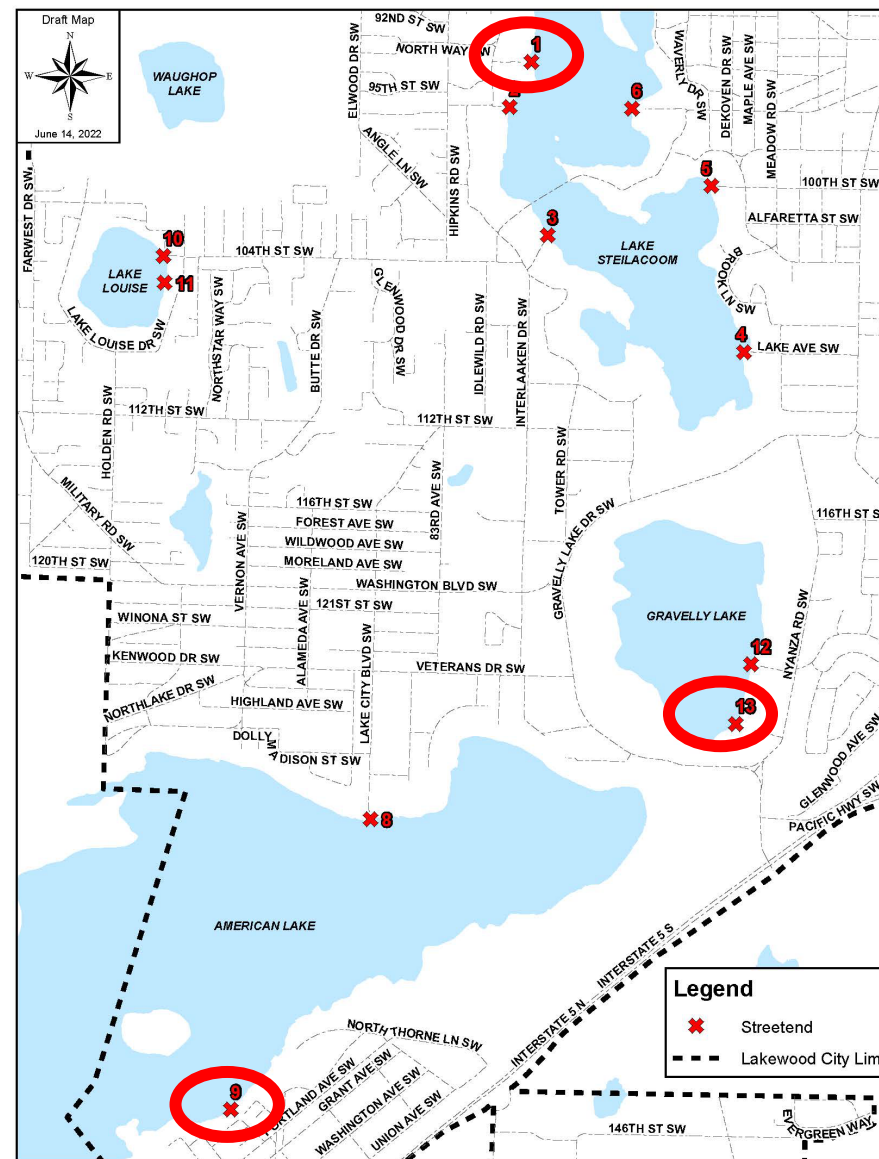 Draft Map
N
W E
S
June 14, 2022
92ND ST SW
NORTH WAY SW
95TH ST SW
ELWOOD DR SW
ANGLE LN SW
HIPKINS RD SW
WAUGHOP
LAKE
1
2
6
WAVERLY DR SW
DEKOVEN DR SW
MAPLE AVE SW
MEADOW RD SW
5
100TH ST SW
ALFARETTA ST SW
3
LAKE
STEILACOOM
BROOK LN SW
4
LAKE AVE SW
FARWEST DR SW
10
104TH ST SW
LAKE
LOUISE
11
LAKE LOUISE DR SW
NORTHSTAR WAY SW
BUTTE DR SW
GLENWOOD DR SW
IDLEWILD RD SW
INTERLAAKEN DR SW
112TH ST SW
112TH ST SW
HOLDEN RD SW
MILITARY RD SW
VERNON AVE SW
83RD AVE SW
TOWER RD SW
GRAVELLY LAKE DR SW
116TH ST S
116TH ST SW
FOREST AVE SW
WILDWOOD AVE SW
MORELAND AVE SW
120TH ST SW
WASHINGTON BLVD SW
121ST ST SW
WINONA ST SW
ALAMEDA AVE SW
LAKE CITY BLVD SW
GRAVELLY LAKE
NYANZA RD SW
12
KENWOOD DR SW
VETERANS DR SW
NORTHLAKE DR SW
HIGHLAND AVE SW
13
DOLLY MADISON ST SW
GLENWOOD AVE SW
PACIFIC HWY SW
8
AMERICAN LAKE
INTERSTATE 5 S
INTERSTATE 5 N
NORTH THORNE LN SW
9
PORTLAND AVE SW
GRANT AVE SW
WASHINGTON AVE SW
UNION AVE SW
Legend
Streetend
Lakewood City Lim
146TH ST SW
EVERGREEN WAY